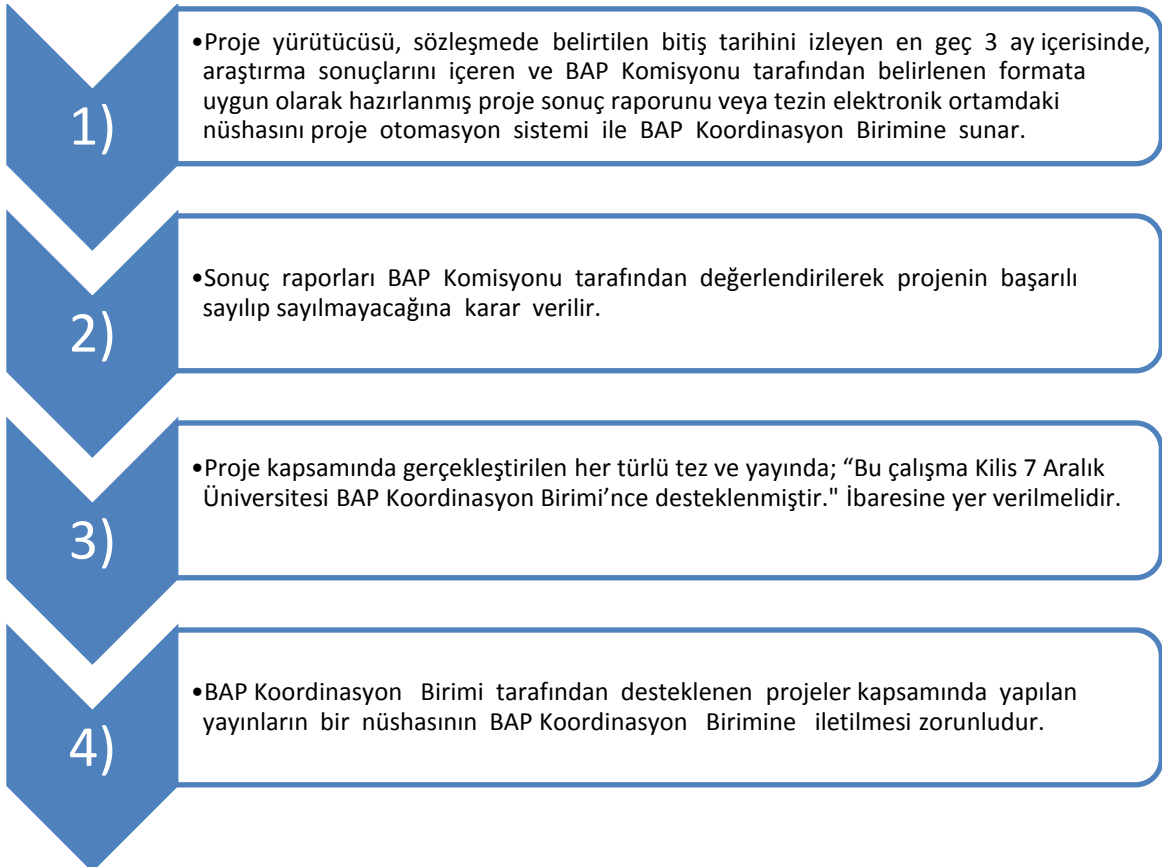 1)
•Proje yürütücüsü, sözleşmede belirtilen bitiş tarihini izleyen en geç 3 ay içerisinde,
araştırma sonuçlarını içeren ve BAP Komisyonu tarafından belirlenen formata
uygun olarak hazırlanmış proje sonuç raporunu veya tezin elektronik ortamdaki
nüshasını proje otomasyon sistemi ile BAP Koordinasyon Birimine sunar.
2)
•Sonuç raporları BAP Komisyonu tarafından değerlendirilerek projenin başarılı
sayılıp sayılmayacağına karar verilir.
3)
•Proje kapsamında gerçekleştirilen her türlü tez ve yayında; “Bu çalışma Kilis 7 Aralık
Üniversitesi BAP Koordinasyon Birimi’nce desteklenmiştir." İbaresine yer verilmelidir.
4)
•BAP Koordinasyon Birimi tarafından desteklenen projeler kapsamında yapılan
yayınların bir nüshasının BAP Koordinasyon Birimine iletilmesi zorunludur.